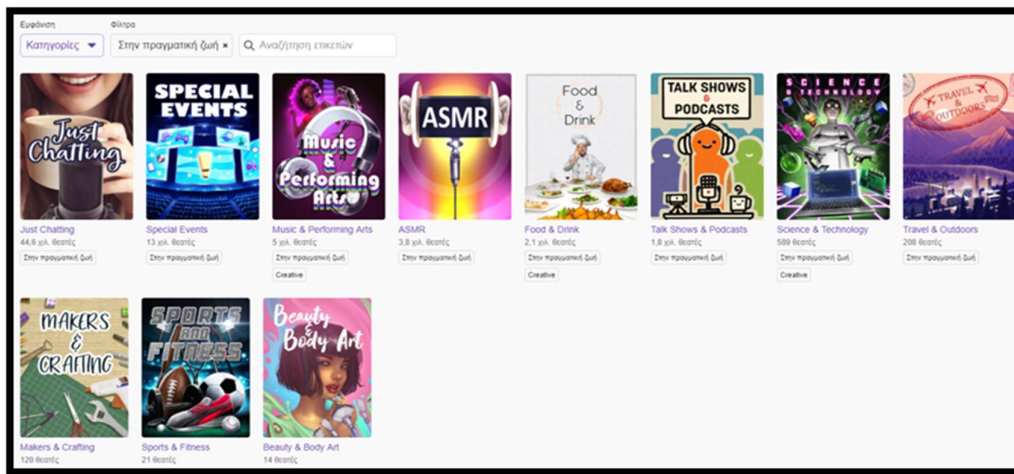 Εμφάνιση
Φίλτρα
Κατηγορίες
Στην πραγματική ζωή ×
Αναζήτηση ετικετών
Just
Chatting
SPECIAL
EVENTS
Music
&
Performing
Arts
ASMR
Food
&
Drink
TALK SHOWS
&
PODCASTS
SCIENCE
& TECHNOLOGY
TRAVEL
&
OUTDOORS
Just Chatting
Special Events
Music & Performing Arts
ASMR
Food & Drink
Talk Shows & Podcasts
Science & Technology
Travel & Outdoors
44,6 χιλ. θεατές
13 χιλ. θεατές
5 χιλ. θεατές
3,8 χιλ. θεατές
2,1 χιλ. θεατές
1,8 χιλ. θεατές
589 θεατές
208 θεατές
Στην πραγματική ζωή
Στην πραγματική ζωή
Στην πραγματική ζωή
Στην πραγματική ζωή
Στην πραγματική ζωή
Στην πραγματική ζωή
Στην πραγματική ζωή
Στην πραγματική ζωή
Creative
Creative
Creative
MAKERS
&
CRAFTING
SPORTS
AND
FITNESS
Beauty
&
Body Art
Makers & Crafting
Sports & Fitness
Beauty & Body Art
120 θεατές
21 θεατές
14 θεατές